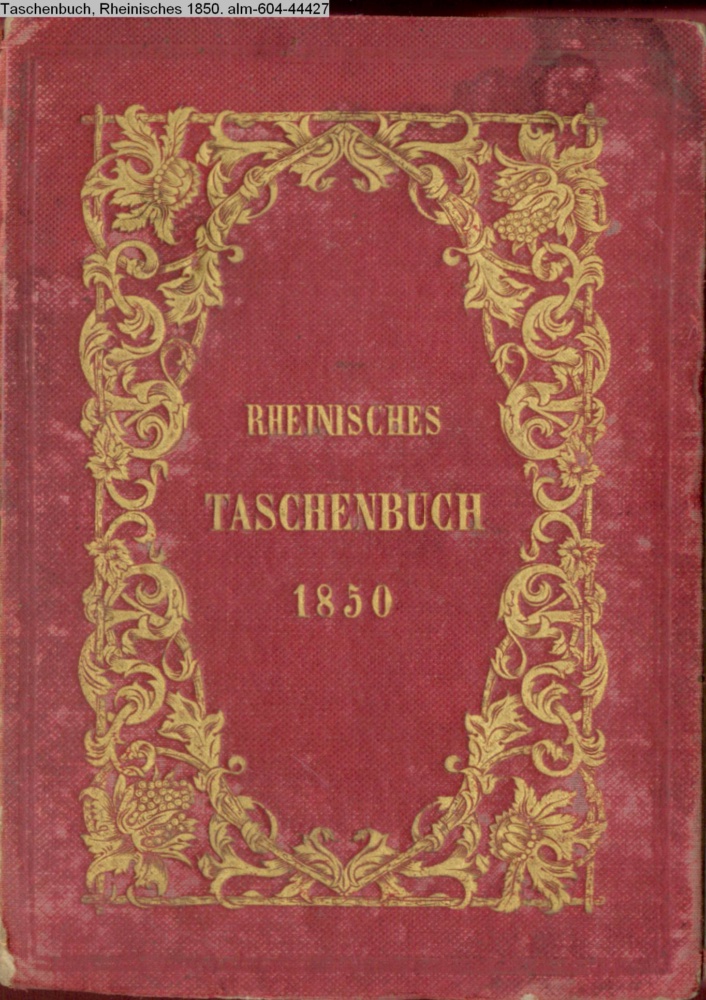 Taschenbuch, Rheinisches 1850. alm-604-44427
RHEINISCHES
TASCHENBUCH
1850